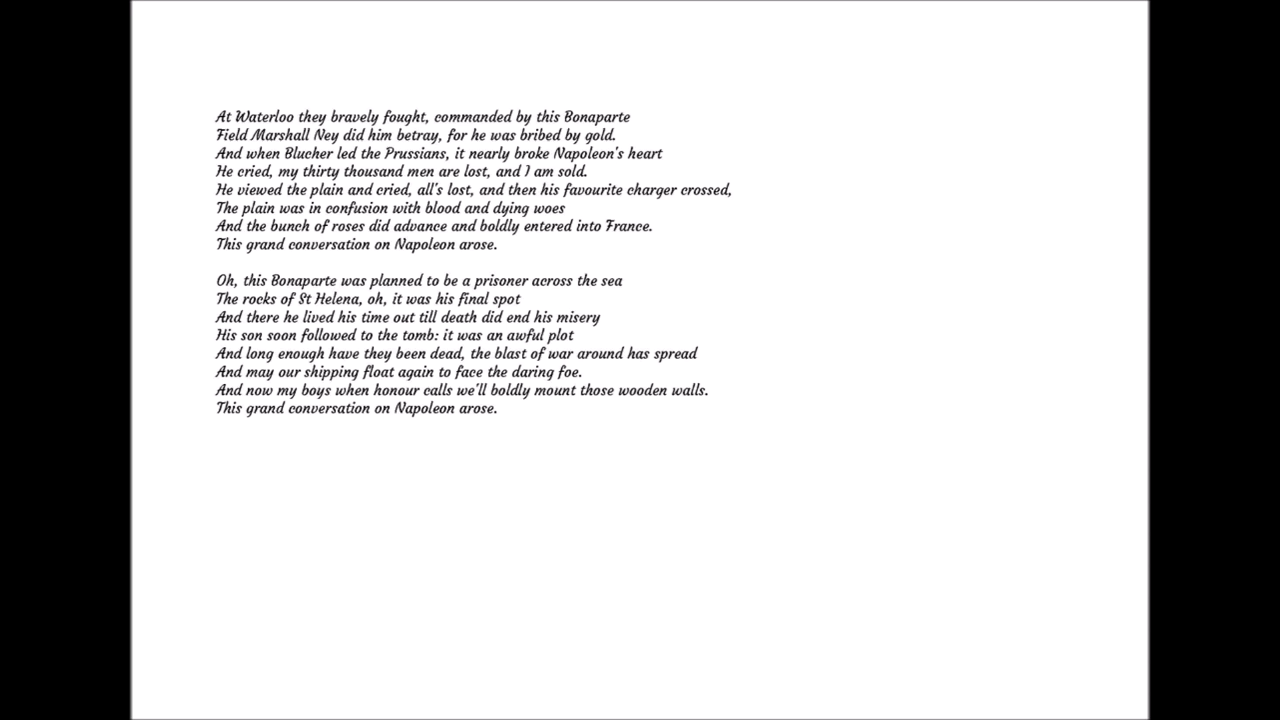 At Waterloo they bravely fought, commanded by this Bonaparte
Field Marshall Ney did him betray, for he was bribed by gold.
And when Blucher led the Prussians, it nearly broke Napoleon's heart
He cried, my thirty thousand men are lost, and I am sold.
He viewed the plain and cried, all's lost, and then his favourite charger crossed,
The plain was in confusion with blood and dying woes
And the bunch of roses did advance and boldly entered into France.
This grand conversation on Napoleon arose.

Oh, this Bonaparte was planned to be a prisoner across the sea
The rocks of St Helena, oh, it was his final spot
And there he lived his time out till death did end his misery
His son soon followed to the tomb: it was an awful plot
And long enough have they been dead, the blast of war around has spread
And may our shipping float again to face the daring foe.
And now my boys when honour calls we'll boldly mount those wooden walls.
This grand conversation on Napoleon arose.